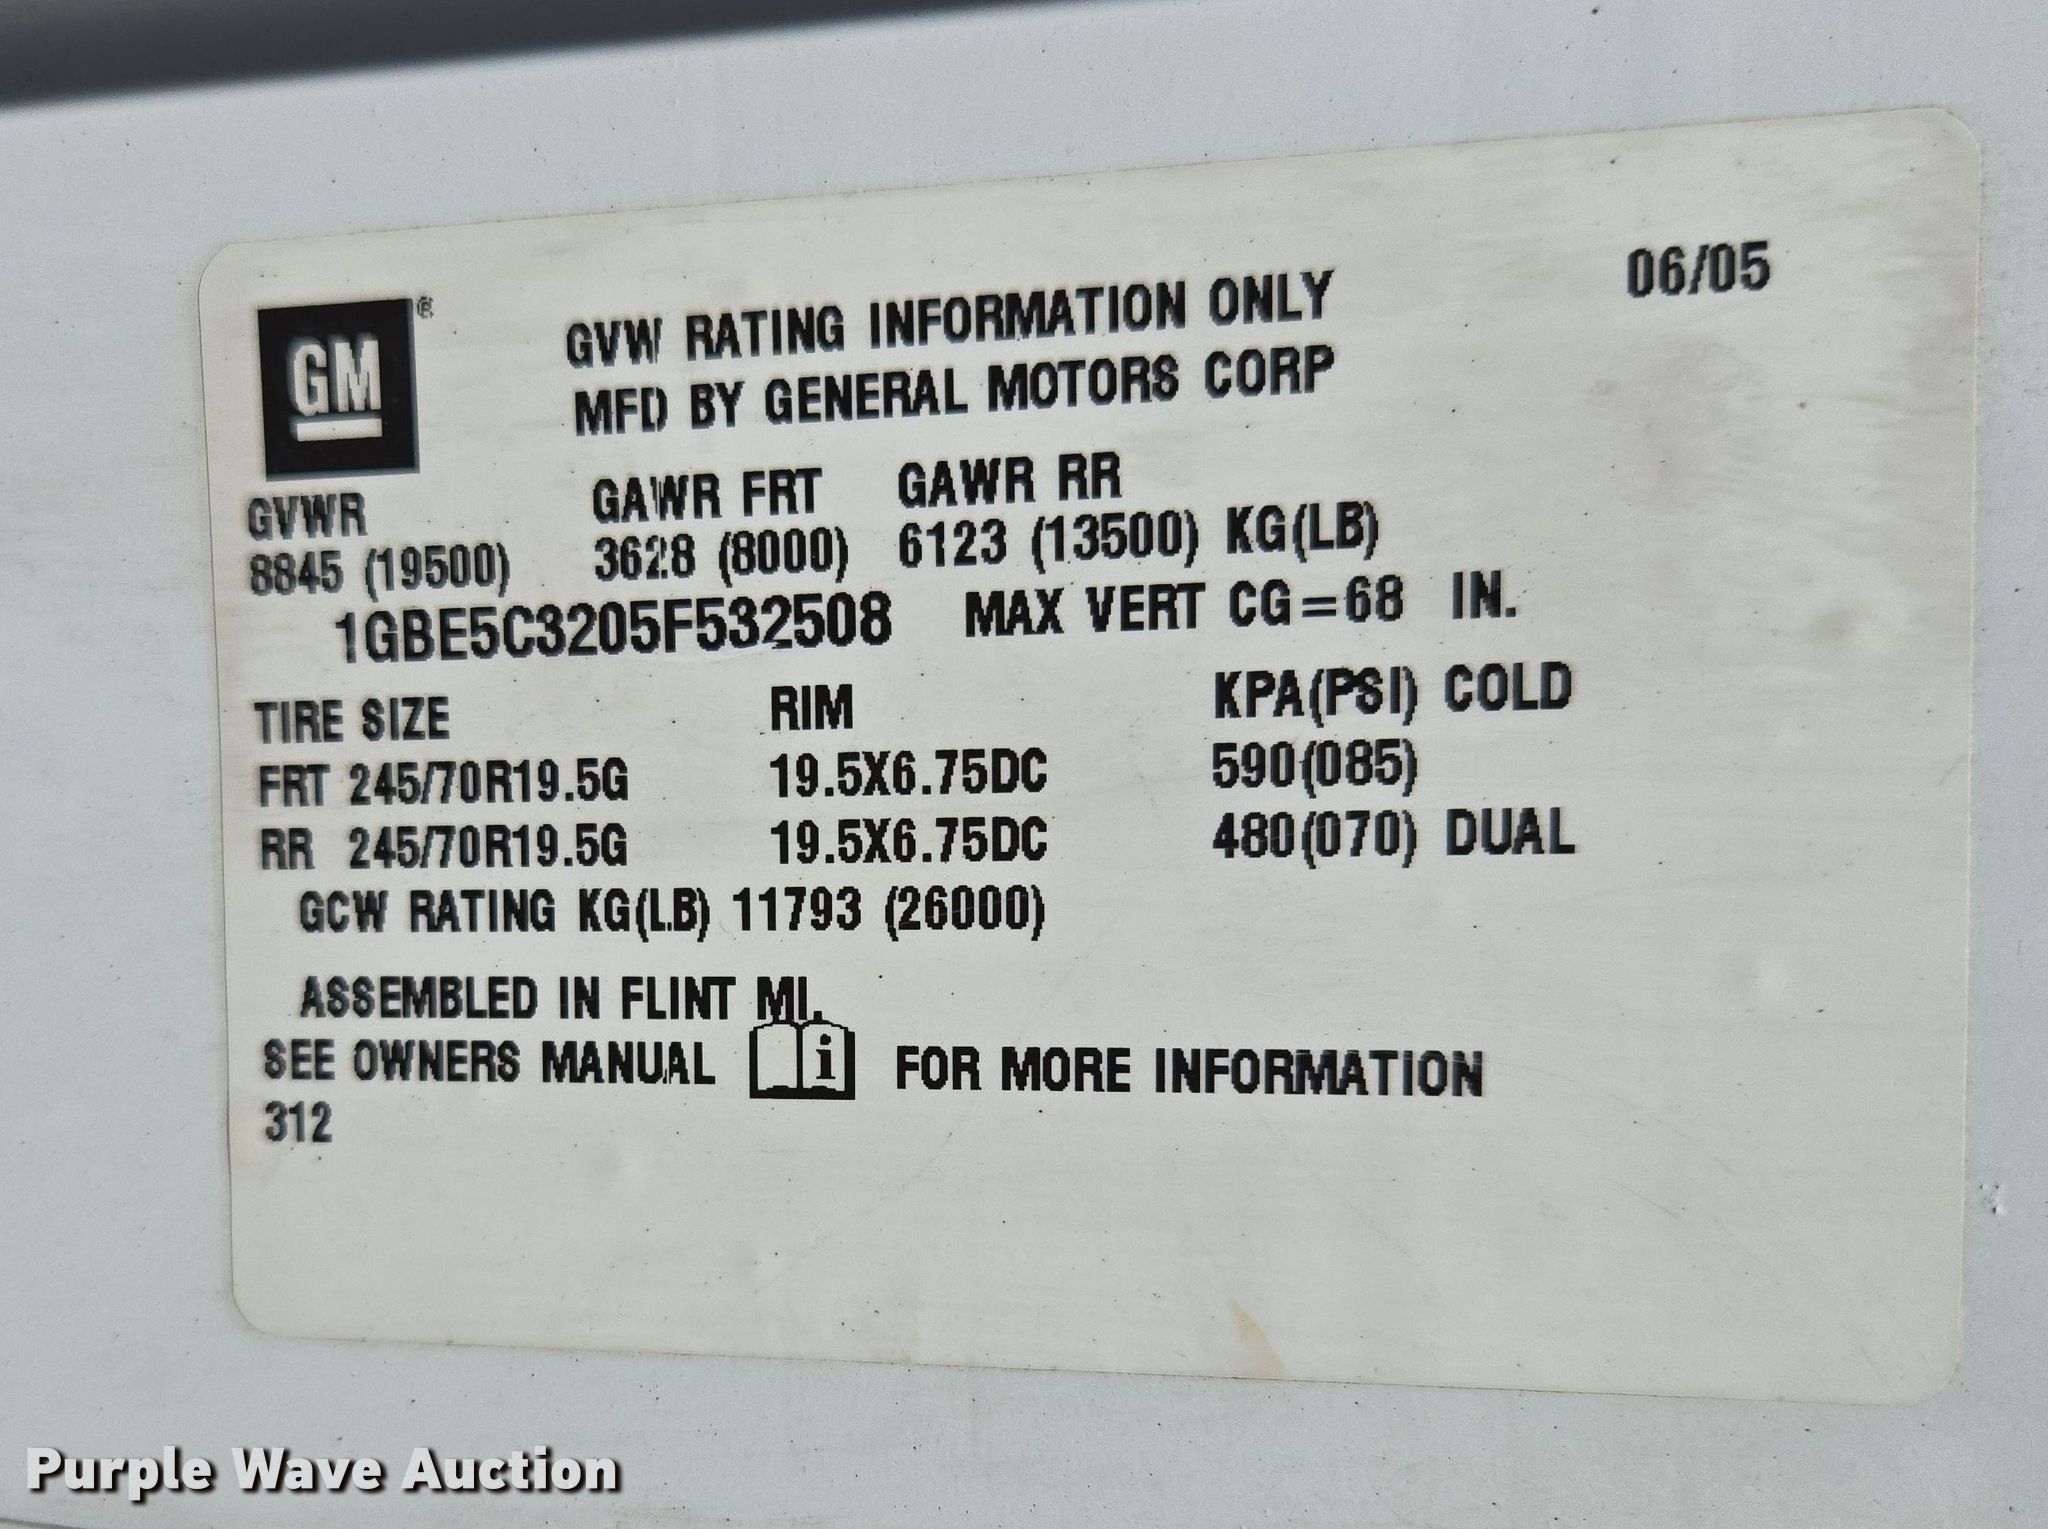 06/05
GM®
GVW RATING INFORMATION ONLY
MFD BY GENERAL MOTORS CORP
GVWR GAWR FRT GAWR RR
8845 (19500) 3628 (8000) 6123 (13500) KG(LB)
1GBE5C3205F532508 MAX VERT CG=68 IN.
TIRE SIZE RIM KPA(PSI) COLD
FRT 245/70R19.5G 19.5X6.75DC 590(085)
RR 245/70R19.5G 19.5X6.75DC 480(070) DUAL
GCW RATING KG(LB) 11793 (26000)
ASSEMBLED IN FLINT MI.
SEE OWNERS MANUAL i FOR MORE INFORMATION
312
Purple Wave Auction